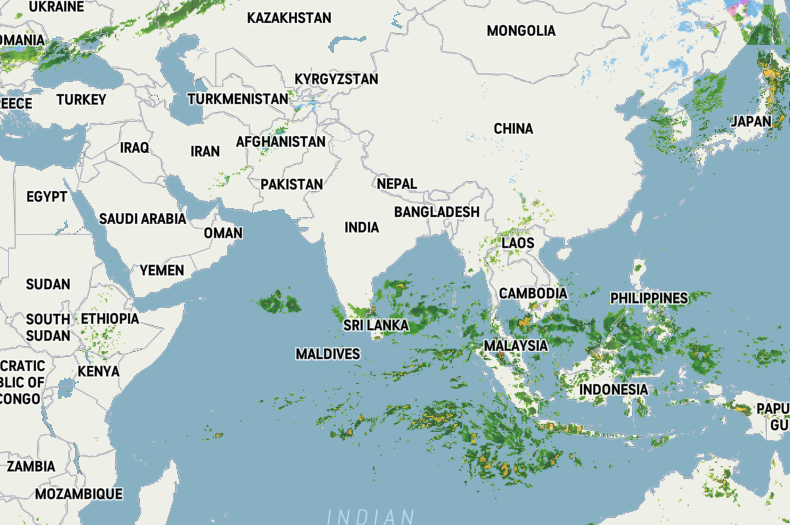 UKRAINE
KAZAKHSTAN
MONGOLIA
OMANIA
KYRGYZSTAN
EECE
TURKEY
TURKMENISTAN
JAPAN
CHINA
IRAQ
IRAN
AFGHANISTAN
PAKISTAN
NEPAL
EGYPT
BANGLADESH
SAUDI ARABIA
OMAN
INDIA
LAOS
YEMEN
SUDAN
CAMBODIA
PHILIPPINES
SOUTH
SUDAN
ETHIOPIA
SRI LANKA
MALAYSIA
MALDIVES
CRATIC
BLIC OF
CONGO
KENYA
INDONESIA
PAPU
GU
ZAMBIA
MOZAMBIQUE
INDIAN